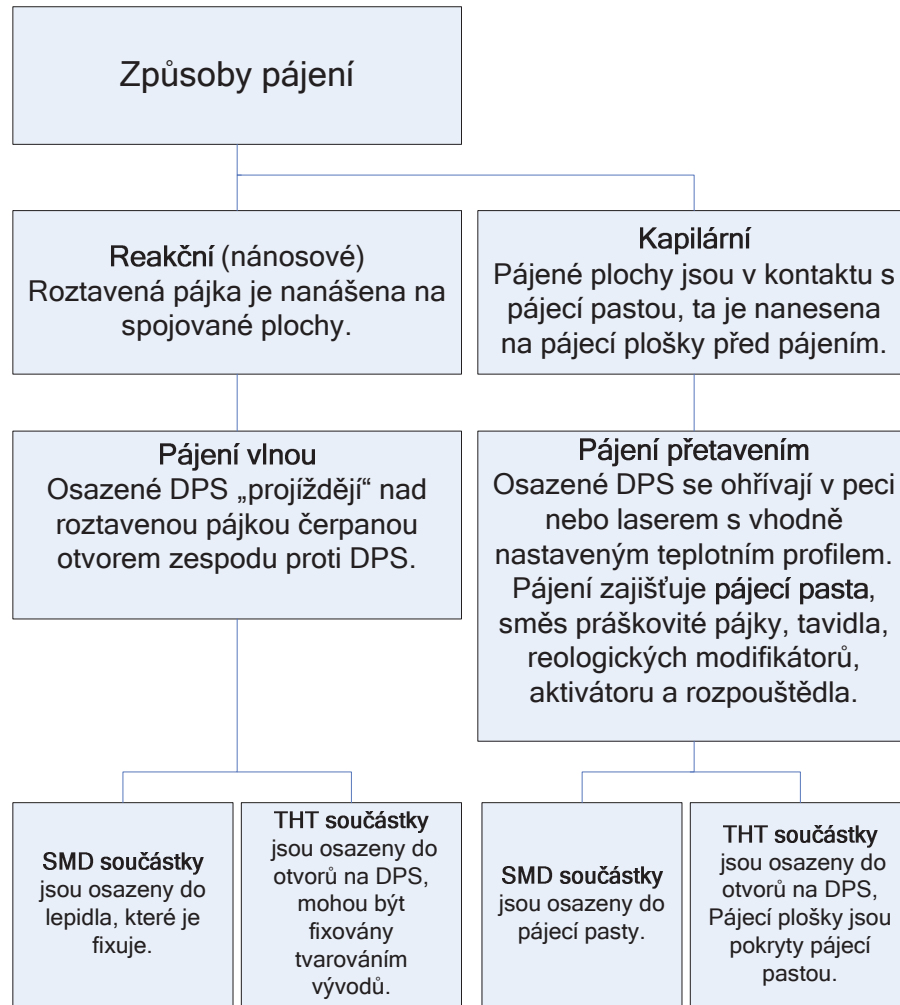 Způsoby pájení
Reakční (nánosové)
Roztavená pájka je nanášena na
spojované plochy.
Kapilární
Pájené plochy jsou v kontaktu s
pájecí pastou, ta je nanesena
na pájecí plošky před pájením.
Pájení vlnou
Osazené DPS „projíždějí“ nad
roztavenou pájkou čerpanou
otvorem zespodu proti DPS.
Pájení přetavením
Osazené DPS se ohřívají v peci
nebo laserem s vhodně
nastaveným teplotním profilem.
Pájení zajišťuje pájecí pasta,
směs práškovité pájky, tavidla,
reologických modifikátorů,
aktivátoru a rozpouštědla.
SMD součástky
jsou osazeny do
lepidla, které je
fixuje.
THT součástky
jsou osazeny do
otvorů na DPS,
mohou být
fixovány
tvarováním
vývodů.
SMD součástky
jsou osazeny do
pájecí pasty.
THT součástky
jsou osazeny do
otvorů na DPS,
Pájecí plošky jsou
pokryty pájecí
pastou.